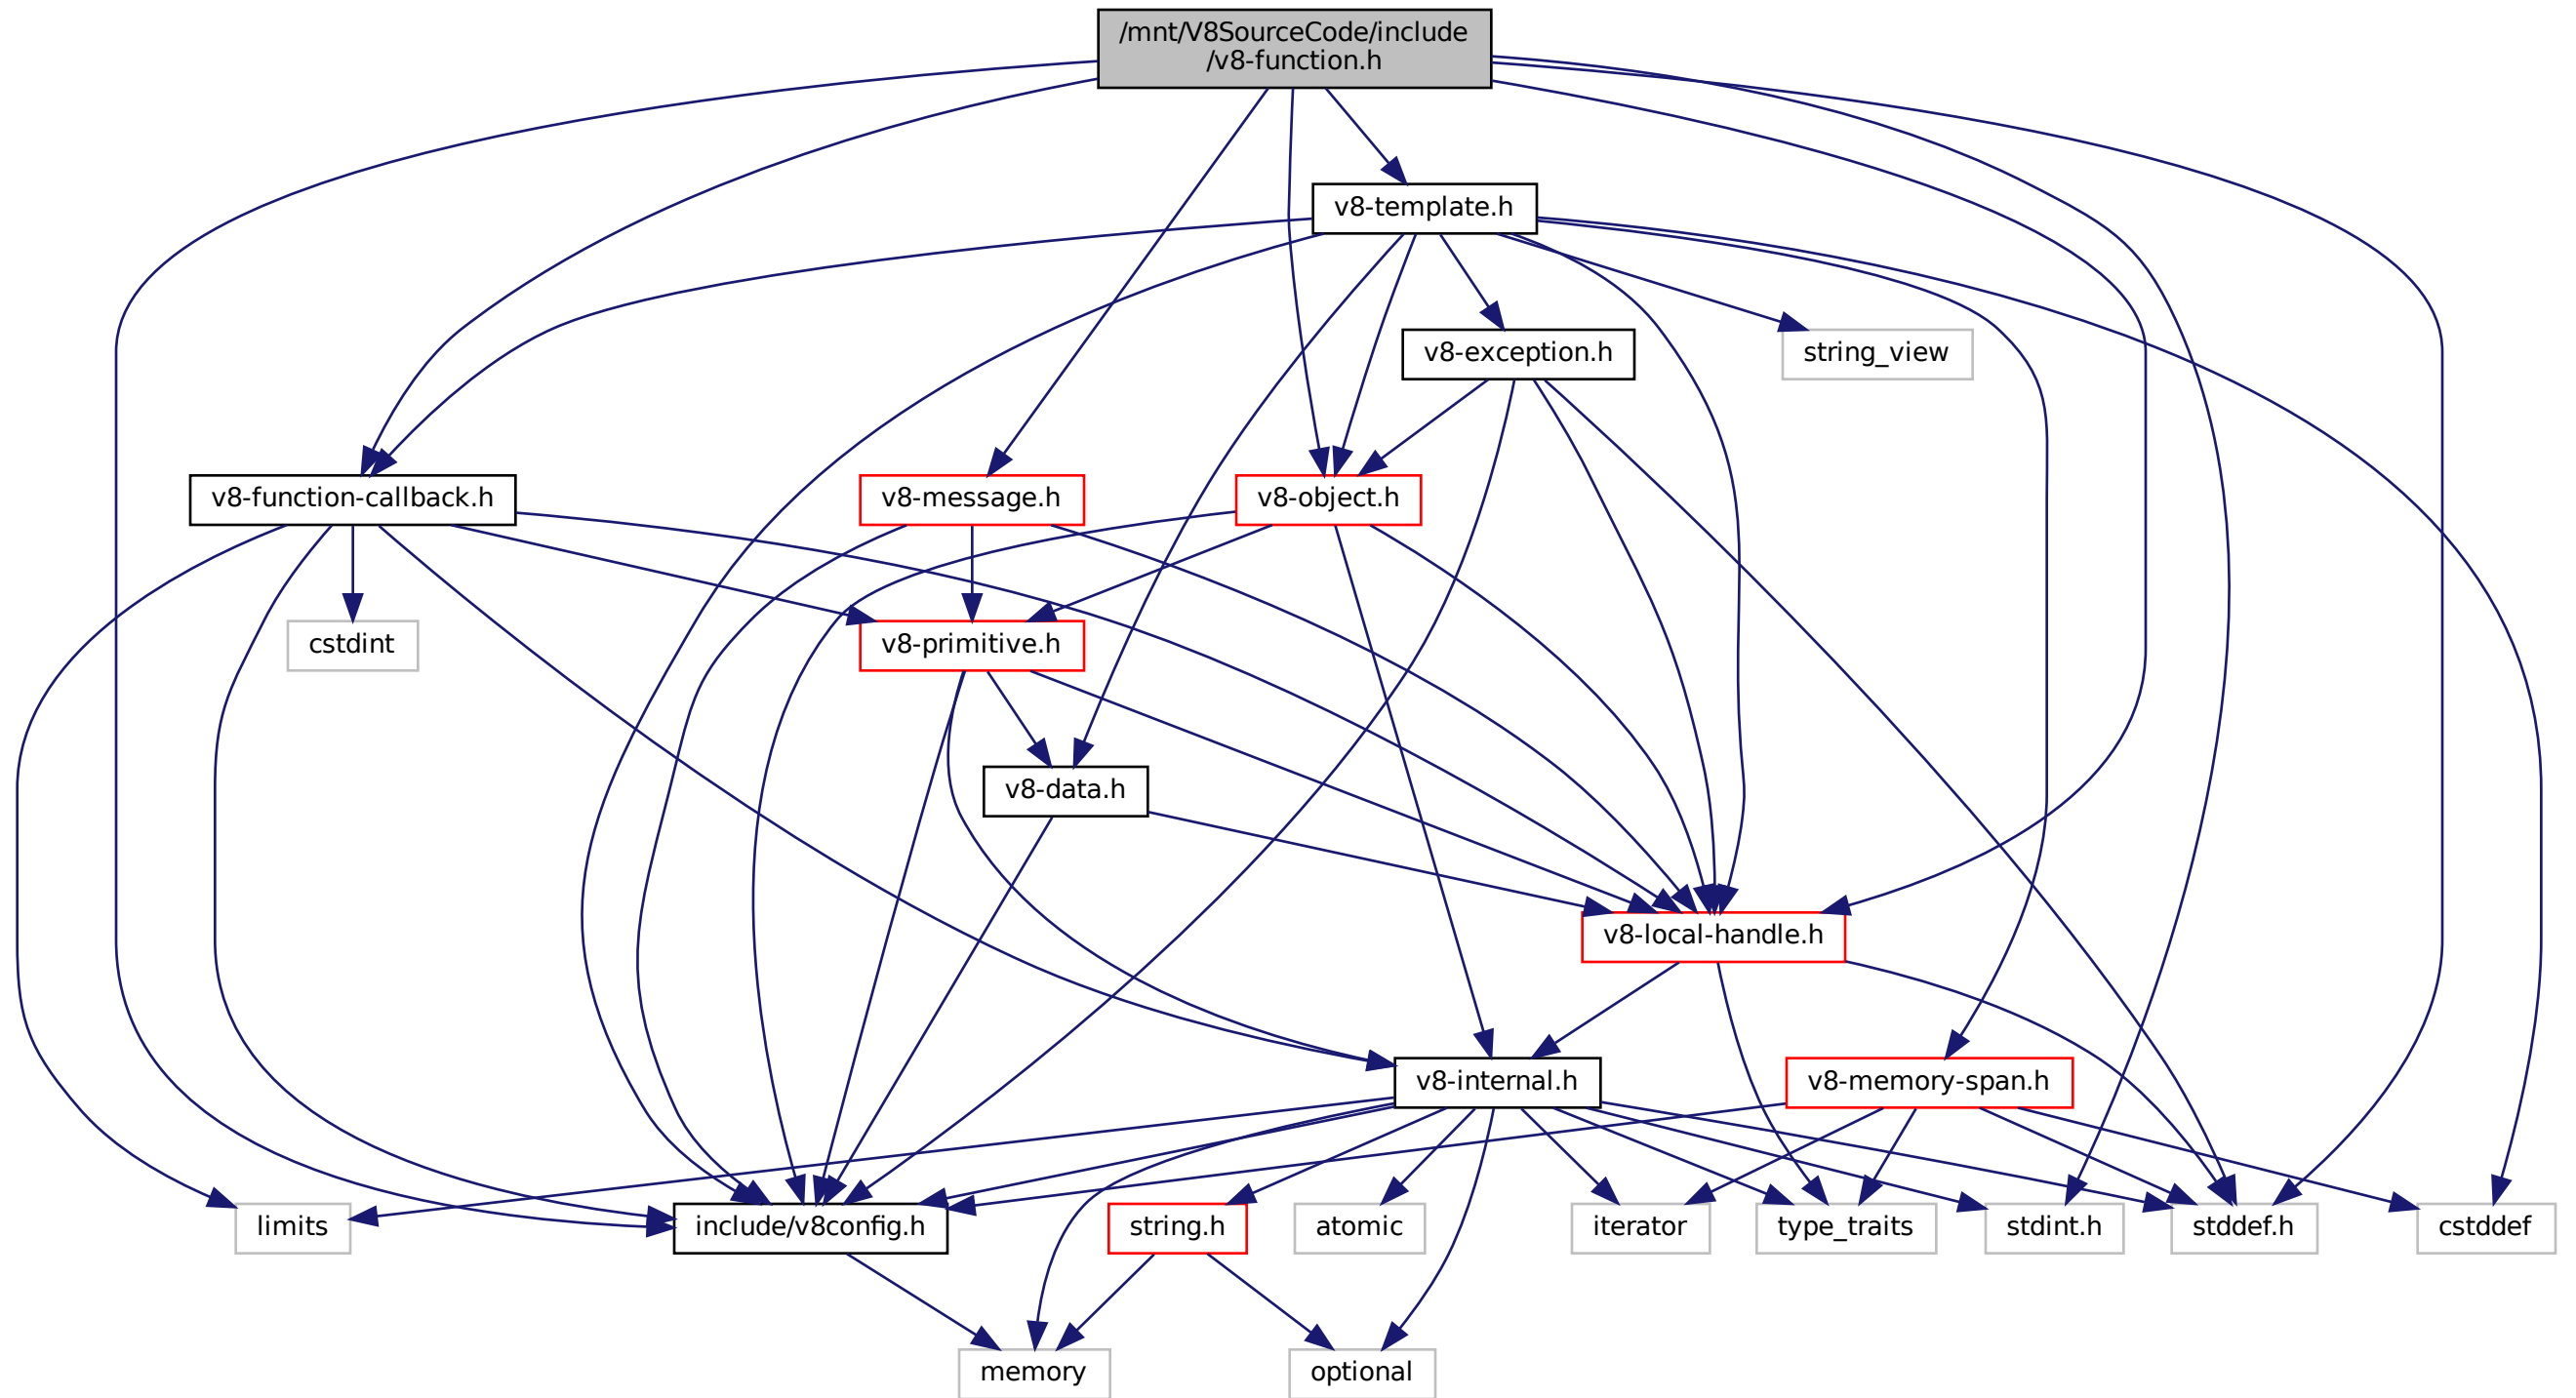 /mnt/V8SourceCode/include
/v8-function.h
v8-template.h
v8-exception.h
string_view
v8-function-callback.h
v8-message.h
v8-object.h
cstdint
v8-primitive.h
v8-data.h
v8-local-handle.h
v8-internal.h
v8-memory-span.h
limits
include/v8config.h
string.h
atomic
iterator
type_traits
stdint.h
stddef.h
cstddef
memory
optional